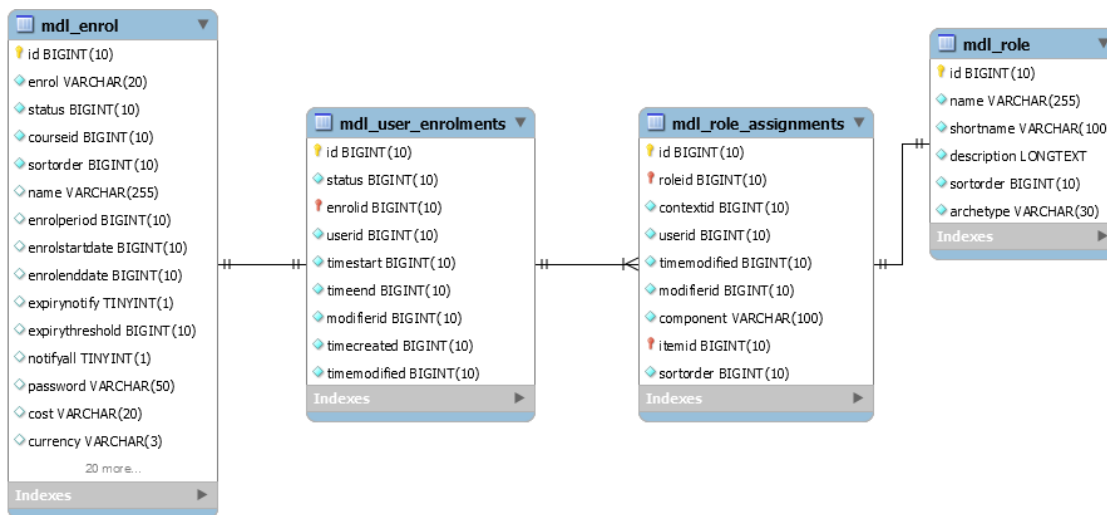 mdl_enrol
id BIGINT(10)
enrol VARCHAR(20)
status BIGINT(10)
courseid BIGINT(10)
sortorder BIGINT(10)
name VARCHAR(255)
enrolperiod BIGINT(10)
enrolstartdate BIGINT(10)
enrolenddate BIGINT(10)
expirynotify TINYINT(1)
expirythreshold BIGINT(10)
notifyall TINYINT(1)
password VARCHAR(50)
cost VARCHAR(20)
currency VARCHAR(3)
20 more...
Indexes
mdl_user_enrolments
id BIGINT(10)
status BIGINT(10)
enrolid BIGINT(10)
userid BIGINT(10)
timestart BIGINT(10)
timeend BIGINT(10)
modifierid BIGINT(10)
timecreated BIGINT(10)
timemodified BIGINT(10)
Indexes
mdl_role_assignments
id BIGINT(10)
roleid BIGINT(10)
contextid BIGINT(10)
userid BIGINT(10)
timemodified BIGINT(10)
modifierid BIGINT(10)
component VARCHAR(100)
itemid BIGINT(10)
sortorder BIGINT(10)
Indexes
mdl_role
id BIGINT(10)
name VARCHAR(255)
shortname VARCHAR(100
description LONGTEXT
sortorder BIGINT(10)
archetype VARCHAR(30)
Indexes